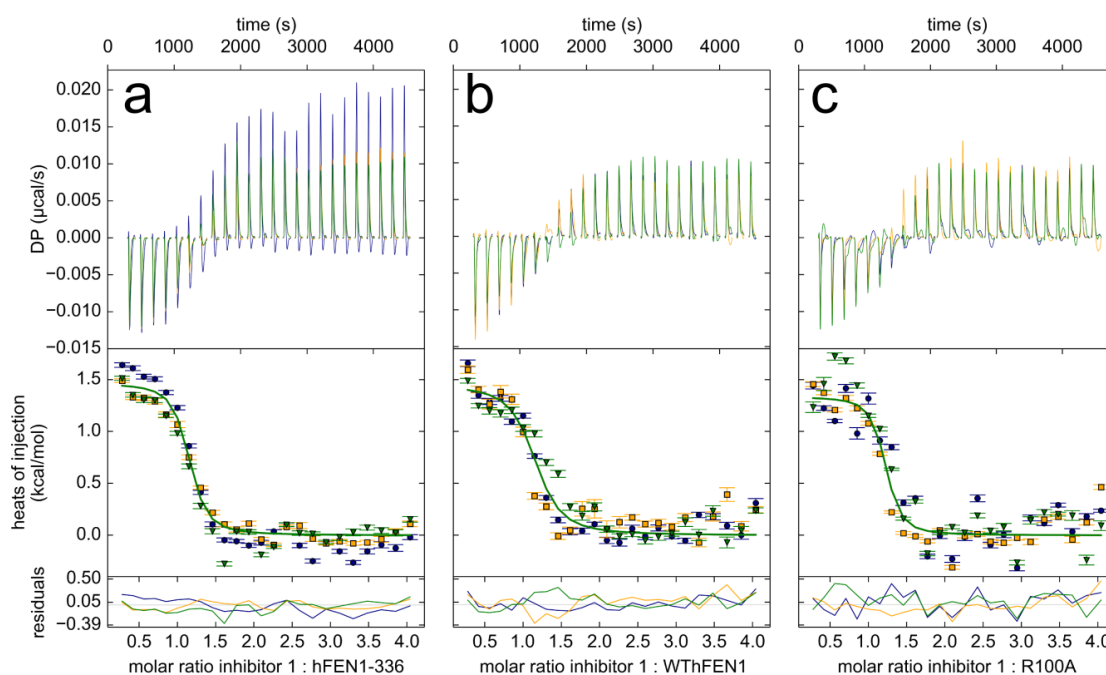 time (s) time (s) time (s)
0 1000 2000 3000 4000 0 1000 2000 3000 4000 0 1000 2000 3000 4000
a b c
0.020
0.015
0.010
0.005
0.000
−0.005
−0.010
−0.015
DP (μcal/s)
1.5
1.0
0.5
0.0
heats of injection
(kcal/mol)
0.50
0.05
−0.39
residuals
0.5 1.0 1.5 2.0 2.5 3.0 3.5 4.0 0.5 1.0 1.5 2.0 2.5 3.0 3.5 4.0 0.5 1.0 1.5 2.0 2.5 3.0 3.5 4.0
molar ratio inhibitor 1 : hFEN1-336 molar ratio inhibitor 1 : WThFEN1 molar ratio inhibitor 1 : R100A